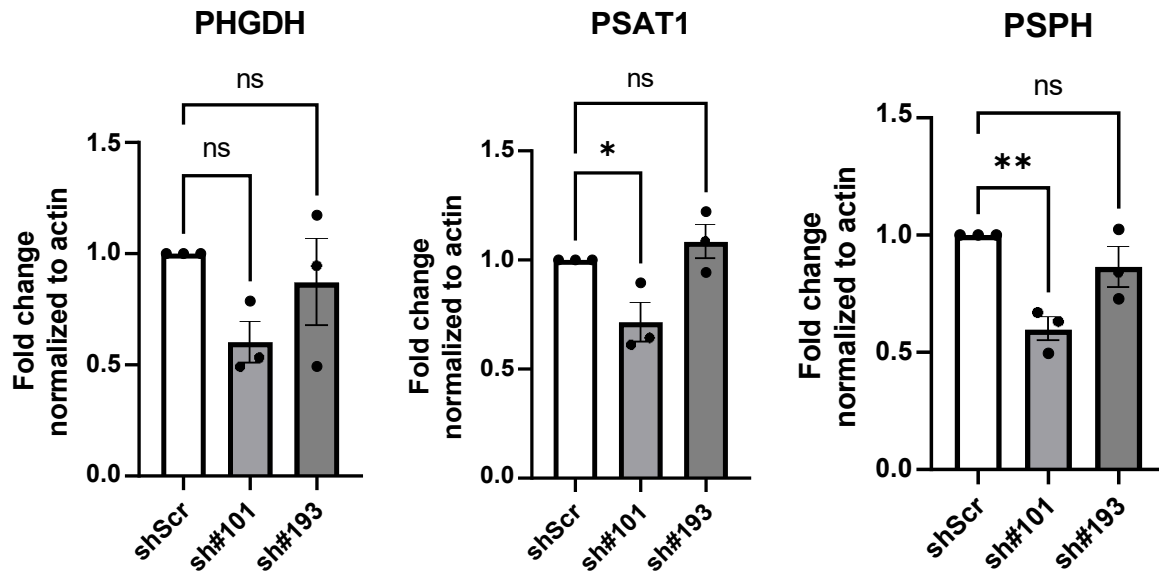 PHGDH
ns
ns
1.5
1.0
0.5
0.0
Fold change
normalized to actin
shScr
sh#101
sh#193
PSAT1
ns
*
1.5
1.0
0.5
0.0
Fold change
normalized to actin
shScr
sh#101
sh#193
PSPH
ns
**
1.5
1.0
0.5
0.0
Fold change
normalized to actin
shScr
sh#101
sh#193